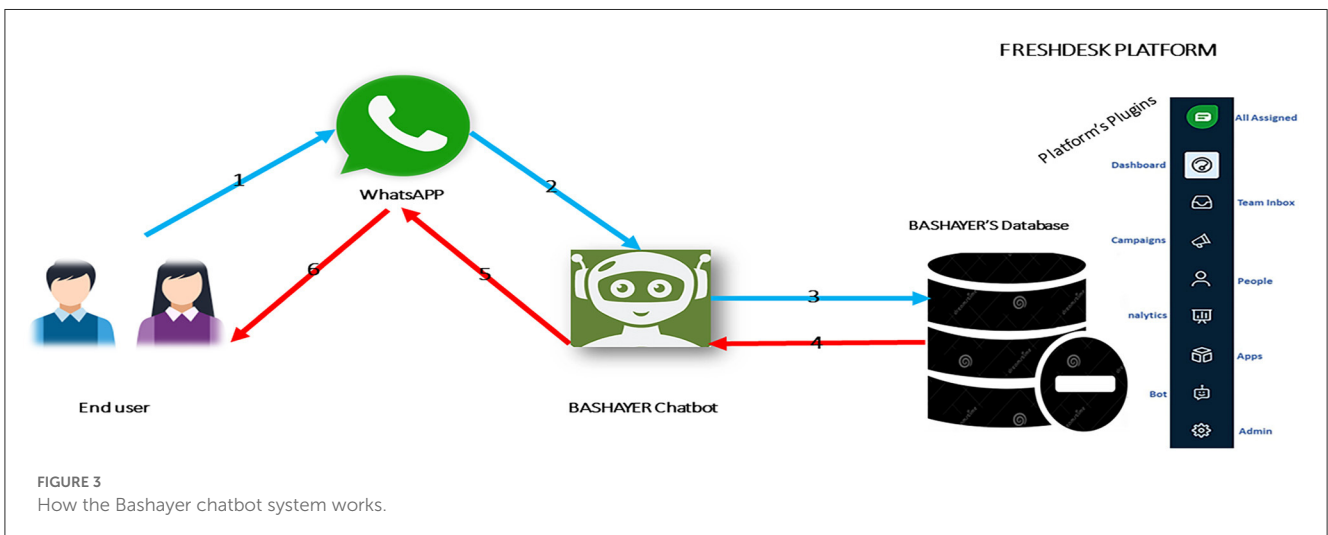 FRESHDESK PLATFORM
Platform's Plugins
All Assigned
Dashboard
Team Inbox
Campaigns
People
nalytics
Apps
Bot
Admin
1
2
WhatsAPP
BASHAYER'S Database
6
5
3
4
End user
BASHAYER Chatbot
FIGURE 3
How the Bashayer chatbot system works.